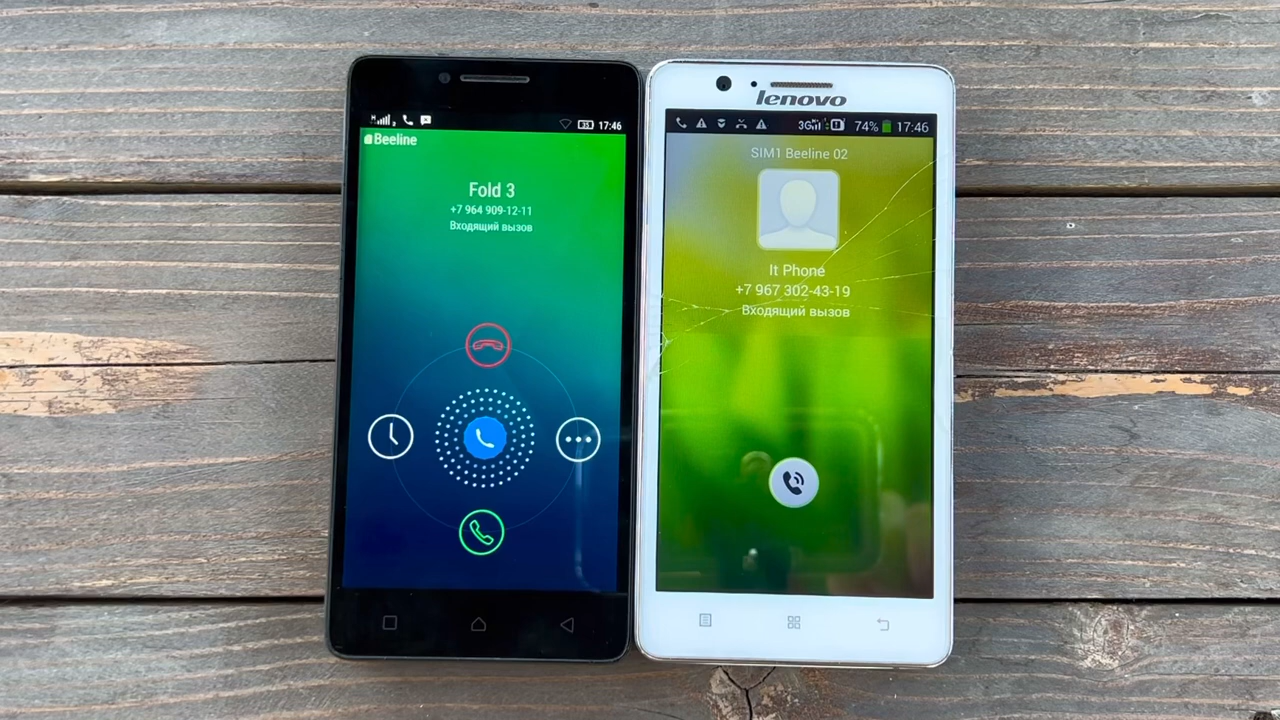 17:46
Beeline
Fold 3
+7 964 909-12-11
Входящий вызов
lenovo
3G 74% 17:46
SIM1 Beeline 02
It Phone
+7 967 302-43-19
Входящий вызов